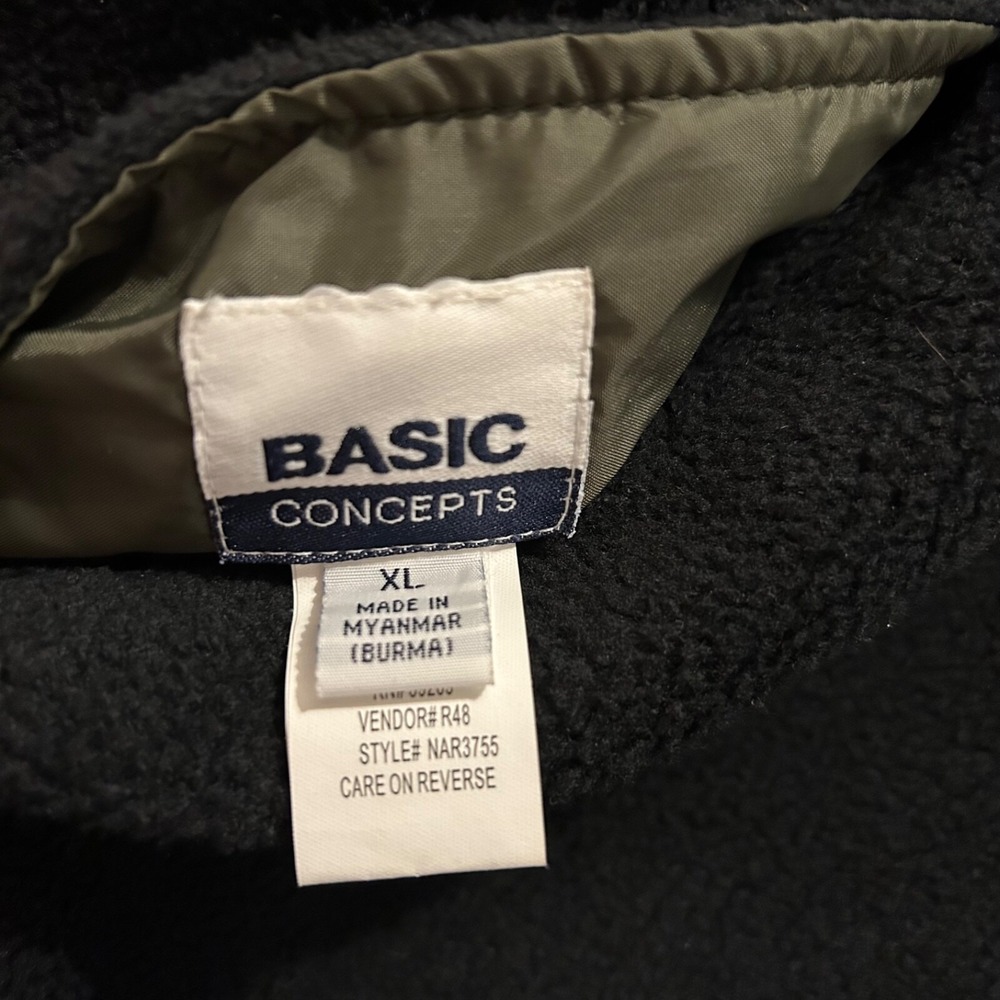 BASIC
CONCEPTS
XL
MADE IN
MYANMAR
(BURMA)
VENDOR# R48
STYLE# NAR3755
CARE ON REVERSE